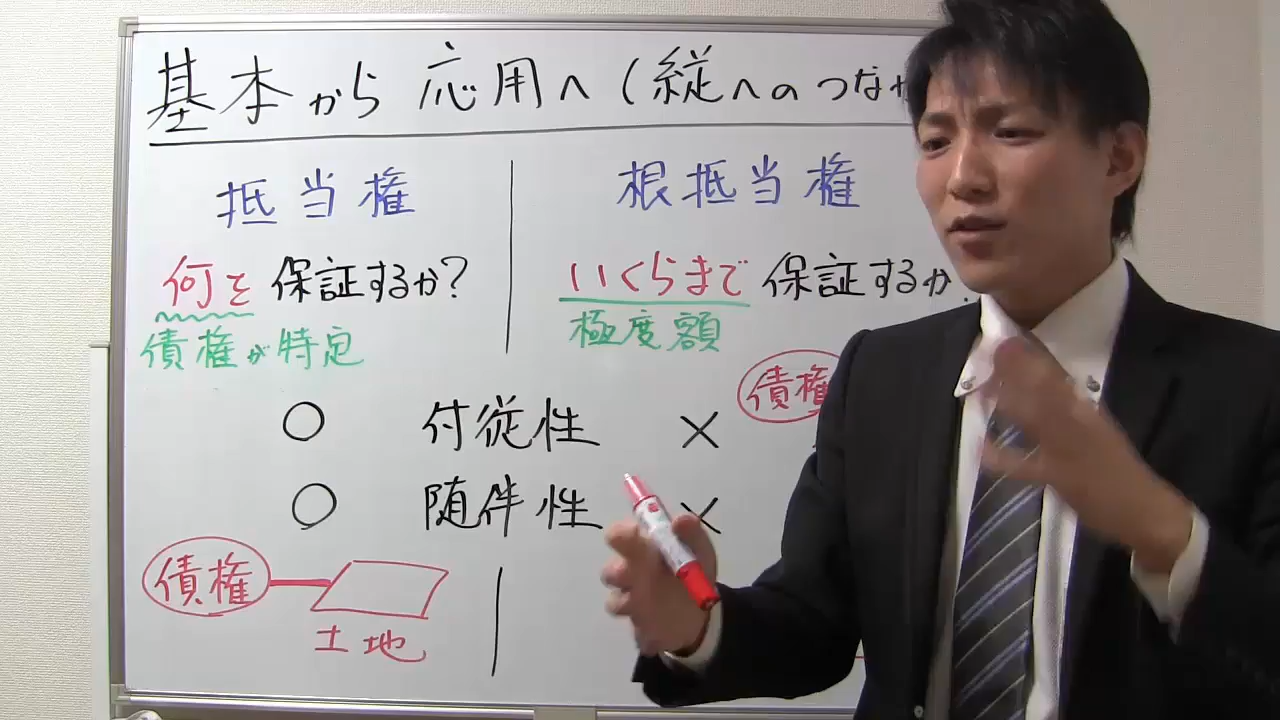 基本から応用へ(縦へのつなが
抵当権 根抵当権
何を保証するか? いくらまで保証するか
債権が特定 極度額
債権
○ 付従性 ×
○ 随伴性 ×
債権
土地